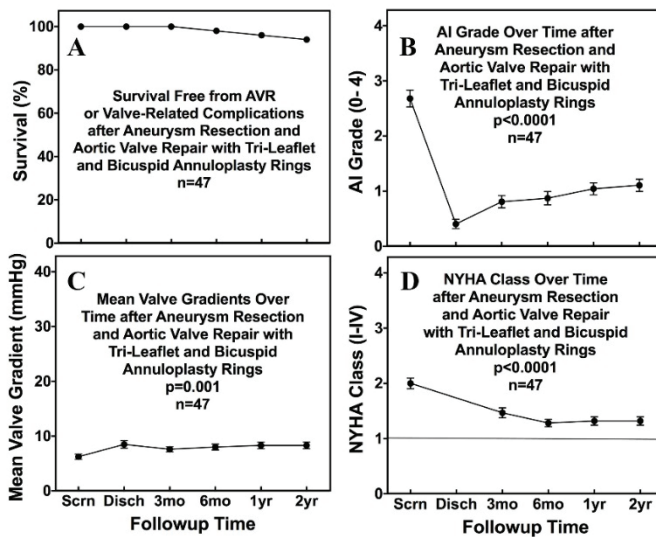 A
Survival Free from AVR
or Valve-Related Complications
after Aneurysm Resection and
Aortic Valve Repair with Tri-Leaflet
and Bicuspid Annuloplasty Rings
n=47
Survival (%)
100
80
60
40
20
0
B
AI Grade Over Time after
Aneurysm Resection and
Aortic Valve Repair with
Tri-Leaflet and Bicuspid
Annuloplasty Rings
p<0.0001
n=47
AI Grade (0- 4)
4
3
2
1
0
C
Mean Valve Gradients Over
Time after Aneurysm Resection
and Aortic Valve Repair with
Tri-Leaflet and Bicuspid
Annuloplasty Rings
p=0.001
n=47
Mean Valve Gradient (mmHg)
40
30
20
10
0
Scrn Disch 3mo 6mo 1yr 2yr
Followup Time
D
NYHA Class Over Time
after Aneurysm Resection
and Aortic Valve Repair
with Tri-Leaflet and Bicuspid
Annuloplasty Rings
p<0.0001
n=47
NYHA Class (I-IV)
4
3
2
1
0
Scrn Disch 3mo 6mo 1yr 2yr
Followup Time